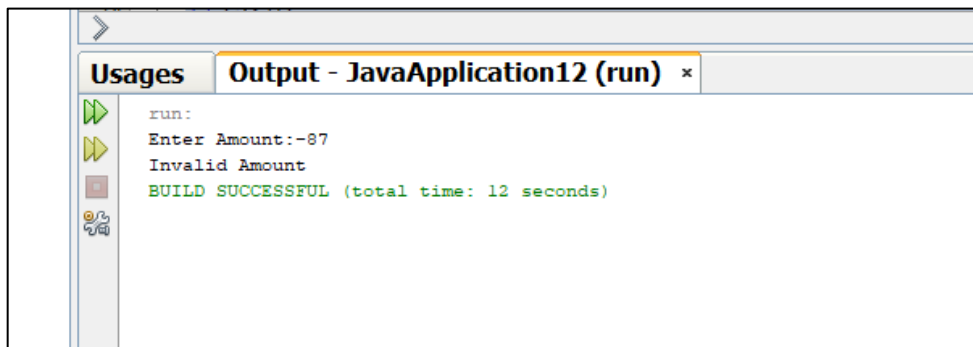 Usages Output - JavaApplication12 (run) ×
run:
Enter Amount:-87
Invalid Amount
BUILD SUCCESSFUL (total time: 12 seconds)